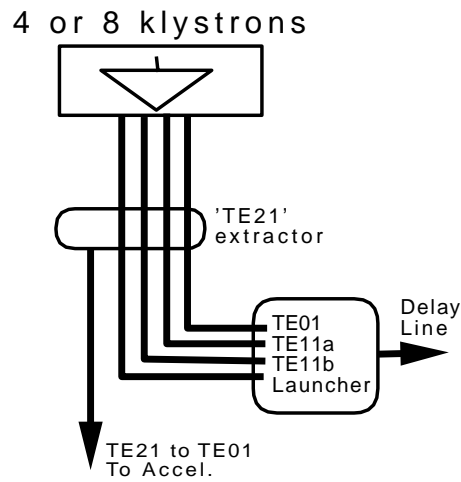 4 or 8 klystrons
'TE21'
extractor
Delay
Line
TE01
TE11a
TE11b
Launcher
TE21 to TE01
To Accel.